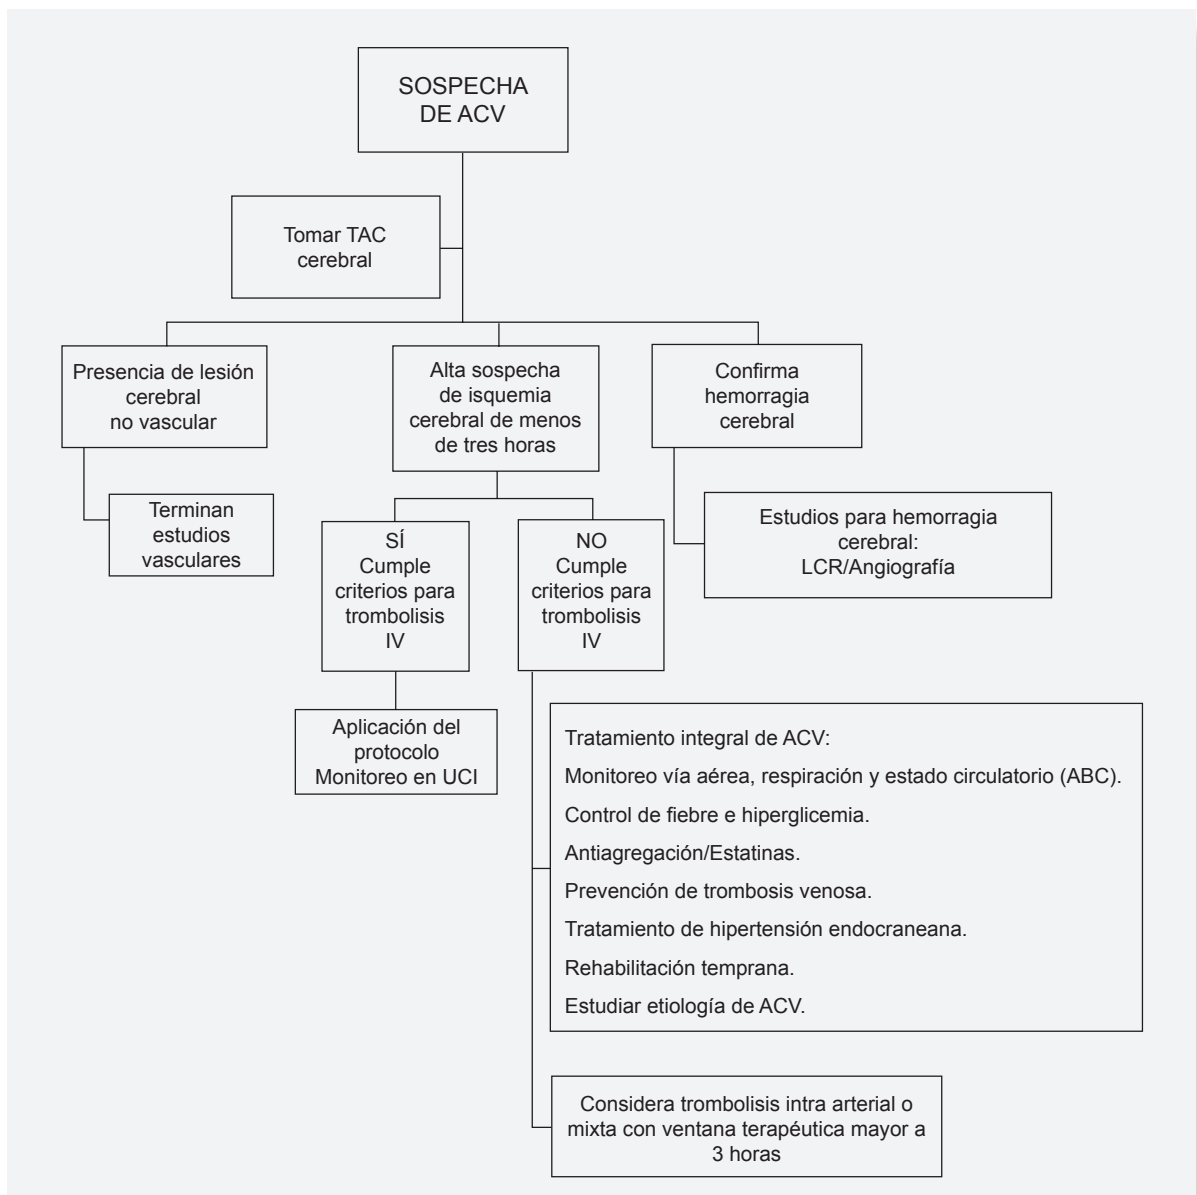 SOSPECHA
DE ACV
Tomar TAC
cerebral
Presencia de lesión
cerebral
no vascular
Alta sospecha
de isquemia
cerebral de menos
de tres horas
Confirma
hemorragia
cerebral
Terminan
estudios
vasculares
SÍ
Cumple
criterios para
trombolisis
IV
NO
Cumple
criterios para
trombolisis
IV
Estudios para hemorragia
cerebral:
LCR/Angiografía
Aplicación del
protocolo
Monitoreo en UCI
Tratamiento integral de ACV:
Monitoreo vía aérea, respiración y estado circulatorio (ABC).
Control de fiebre e hiperglicemia.
Antiagregación/Estatinas.
Prevención de trombosis venosa.
Tratamiento de hipertensión endocraneana.
Rehabilitación temprana.
Estudiar etiología de ACV.
Considera trombolisis intra arterial o
mixta con ventana terapéutica mayor a
3 horas